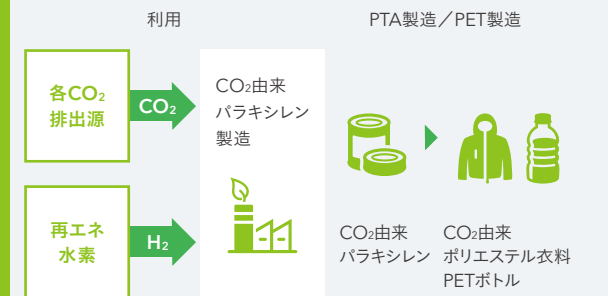 利用
PTA製造／PET製造
各CO₂
排出源
CO₂
CO₂由来
パラキシレン
製造
再エネ
水素
H₂
CO₂由来
パラキシレン
CO₂由来
ポリエステル衣料
PETボトル